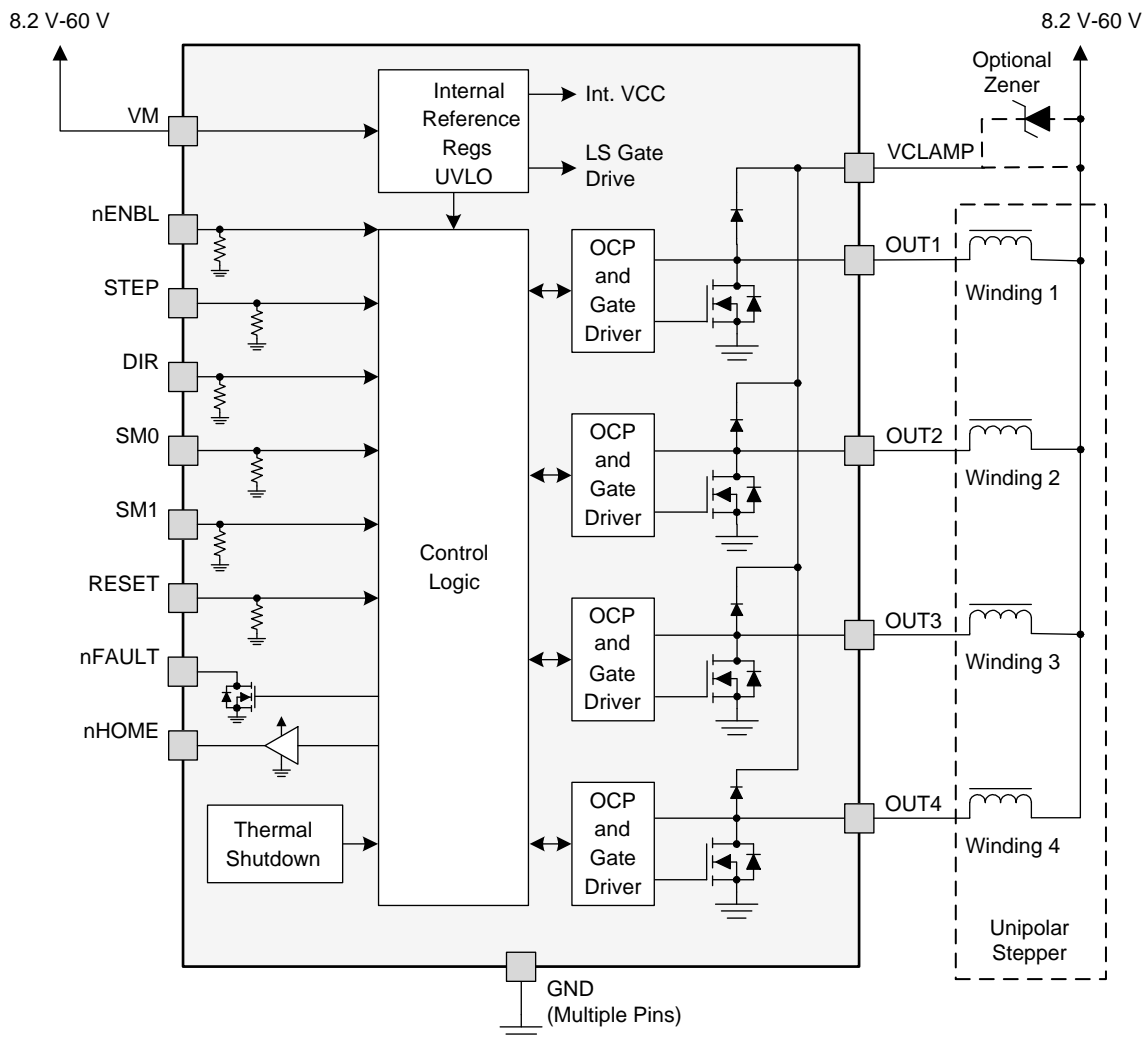 8.2 V-60 V
8.2 V-60 V
Optional
Zener
VM
Internal
Reference
Regs
UVLO
Int. VCC
LS Gate
Drive
VCLAMP
nENBL
STEP
DIR
SM0
SM1
RESET
nFAULT
nHOME
Control
Logic
Thermal
Shutdown
OCP
and
Gate
Driver
OUT1
Winding 1
OCP
and
Gate
Driver
OUT2
Winding 2
OCP
and
Gate
Driver
OUT3
Winding 3
OCP
and
Gate
Driver
OUT4
Winding 4
Unipolar
Stepper
GND
(Multiple Pins)